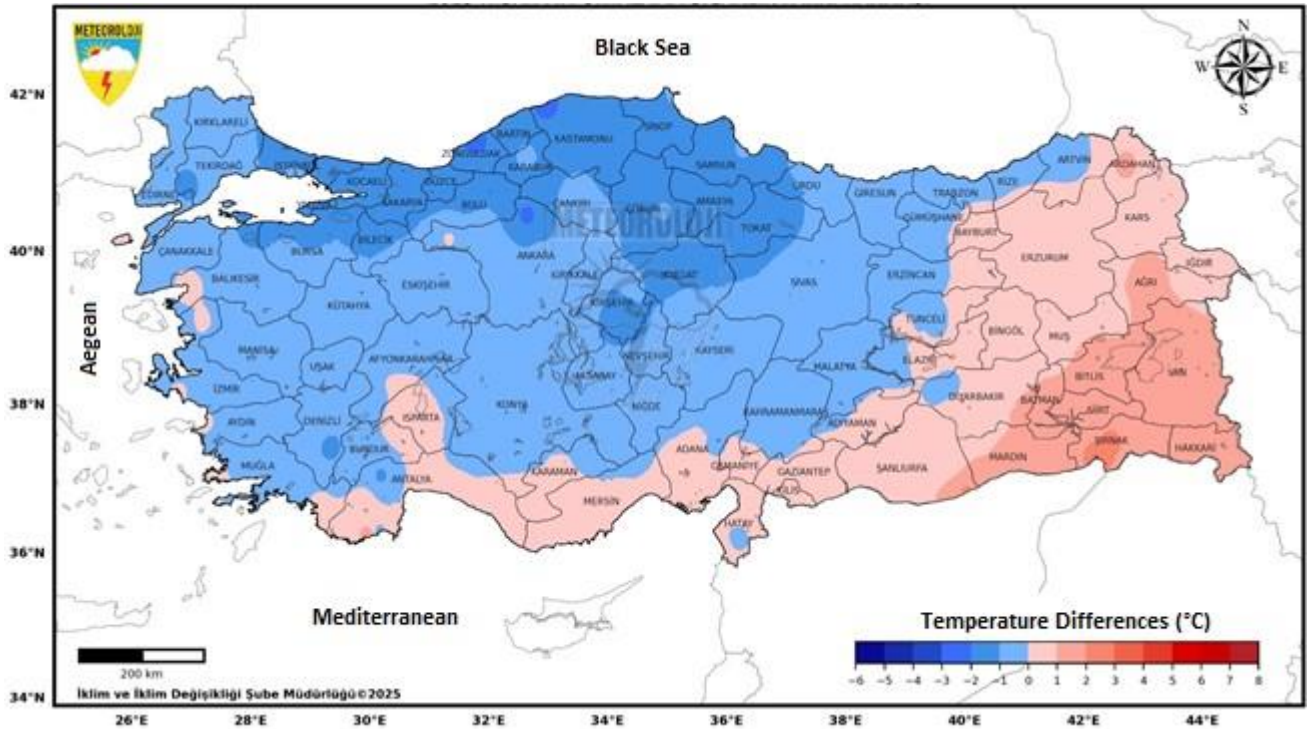 METEOROLOJİ
Black Sea
N
W E
S
42°N
40°N
38°N
36°N
34°N
Aegean
KIRKLARELİ
TEKİRDAĞ
EDİRNE
İSTANBUL
KOCAELİ
SAKARYA
DÜZCE
ZONGULDAK
BARTIN
KARABÜK
KASTAMONU
SİNOP
SAMSUN
ORDU
GİRESUN
TRABZON
RİZE
ARTVİN
ARDAHAN
BOLU
ÇANKIRI
ÇORUM
AMASYA
TOKAT
GÜMÜŞHANE
BAYBURT
KARS
METEOROLOJİ
ÇANAKKALE
BALIKESİR
BURSA
BİLECİK
ESKİŞEHİR
ANKARA
KIRIKKALE
YOZGAT
SİVAS
ERZİNCAN
ERZURUM
AĞRI
IĞDIR
KÜTAHYA
KIRŞEHİR
TUNCELİ
BİNGÖL
MUŞ
MANİSA
UŞAK
AFYONKARAHİSAR
NEVŞEHİR
KAYSERİ
MALATYA
ELAZIĞ
BİTLİS
VAN
İZMİR
AYDIN
DENİZLİ
ISPARTA
KONYA
AKSARAY
NİĞDE
KAHRAMANMARAŞ
ADIYAMAN
DİYARBAKIR
BATMAN
SİİRT
MUĞLA
BURDUR
ANTALYA
KARAMAN
MERSİN
ADANA
OSMANİYE
GAZİANTEP
KİLİS
ŞANLIURFA
MARDİN
ŞIRNAK
HAKKARİ
HATAY
Mediterranean
Temperature Differences (°C)
−6 −5 −4 −3 −2 −1 0 1 2 3 4 5 6 7 8
200 km
İklim ve İklim Değişikliği Şube Müdürlüğü©2025
26°E 28°E 30°E 32°E 34°E 36°E 38°E 40°E 42°E 44°E